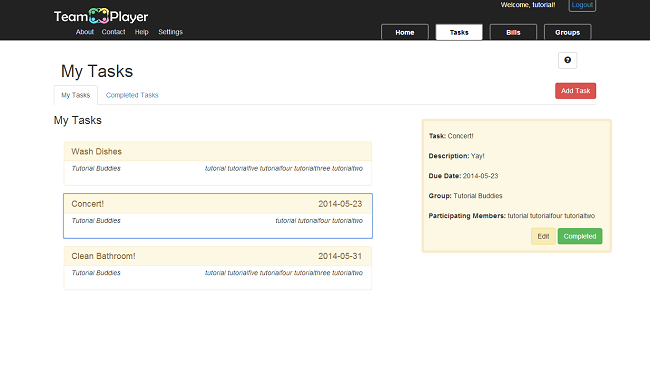 Welcome, tutorial! Logout
Team Player
About Contact Help Settings
Home Tasks Bills Groups
My Tasks
My Tasks Completed Tasks
Add Task
My Tasks
Wash Dishes
Tutorial Buddies tutorial tutorialfive tutorialfour tutorialthree tutorialtwo
Concert! 2014-05-23
Tutorial Buddies tutorial tutorialfour tutorialtwo
Clean Bathroom! 2014-05-31
Tutorial Buddies tutorial tutorialfive tutorialfour tutorialthree tutorialtwo
Task: Concert!
Description: Yay!
Due Date: 2014-05-23
Group: Tutorial Buddies
Participating Members: tutorial tutorialfour tutorialtwo
Edit Completed